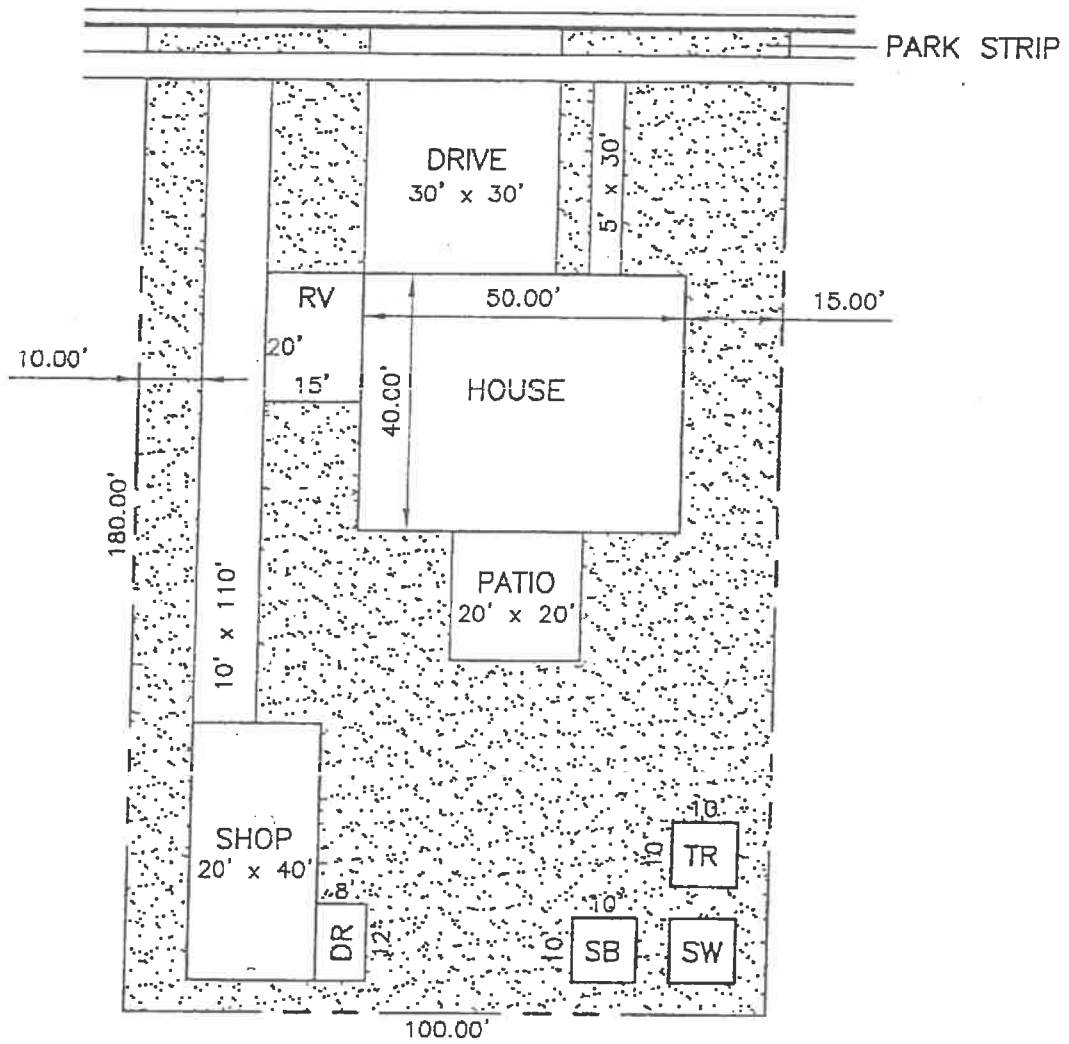 PARK STRIP
DRIVE
30' x 30'
5' x 30'
RV
20'
15'
50.00'
15.00'
10.00'
40.00'
HOUSE
180.00'
10' x 110'
PATIO
20' x 20'
SHOP
20' x 40'
8'
DR
12'
10'
10'
TR
10'
10'
SB
SW
100.00'